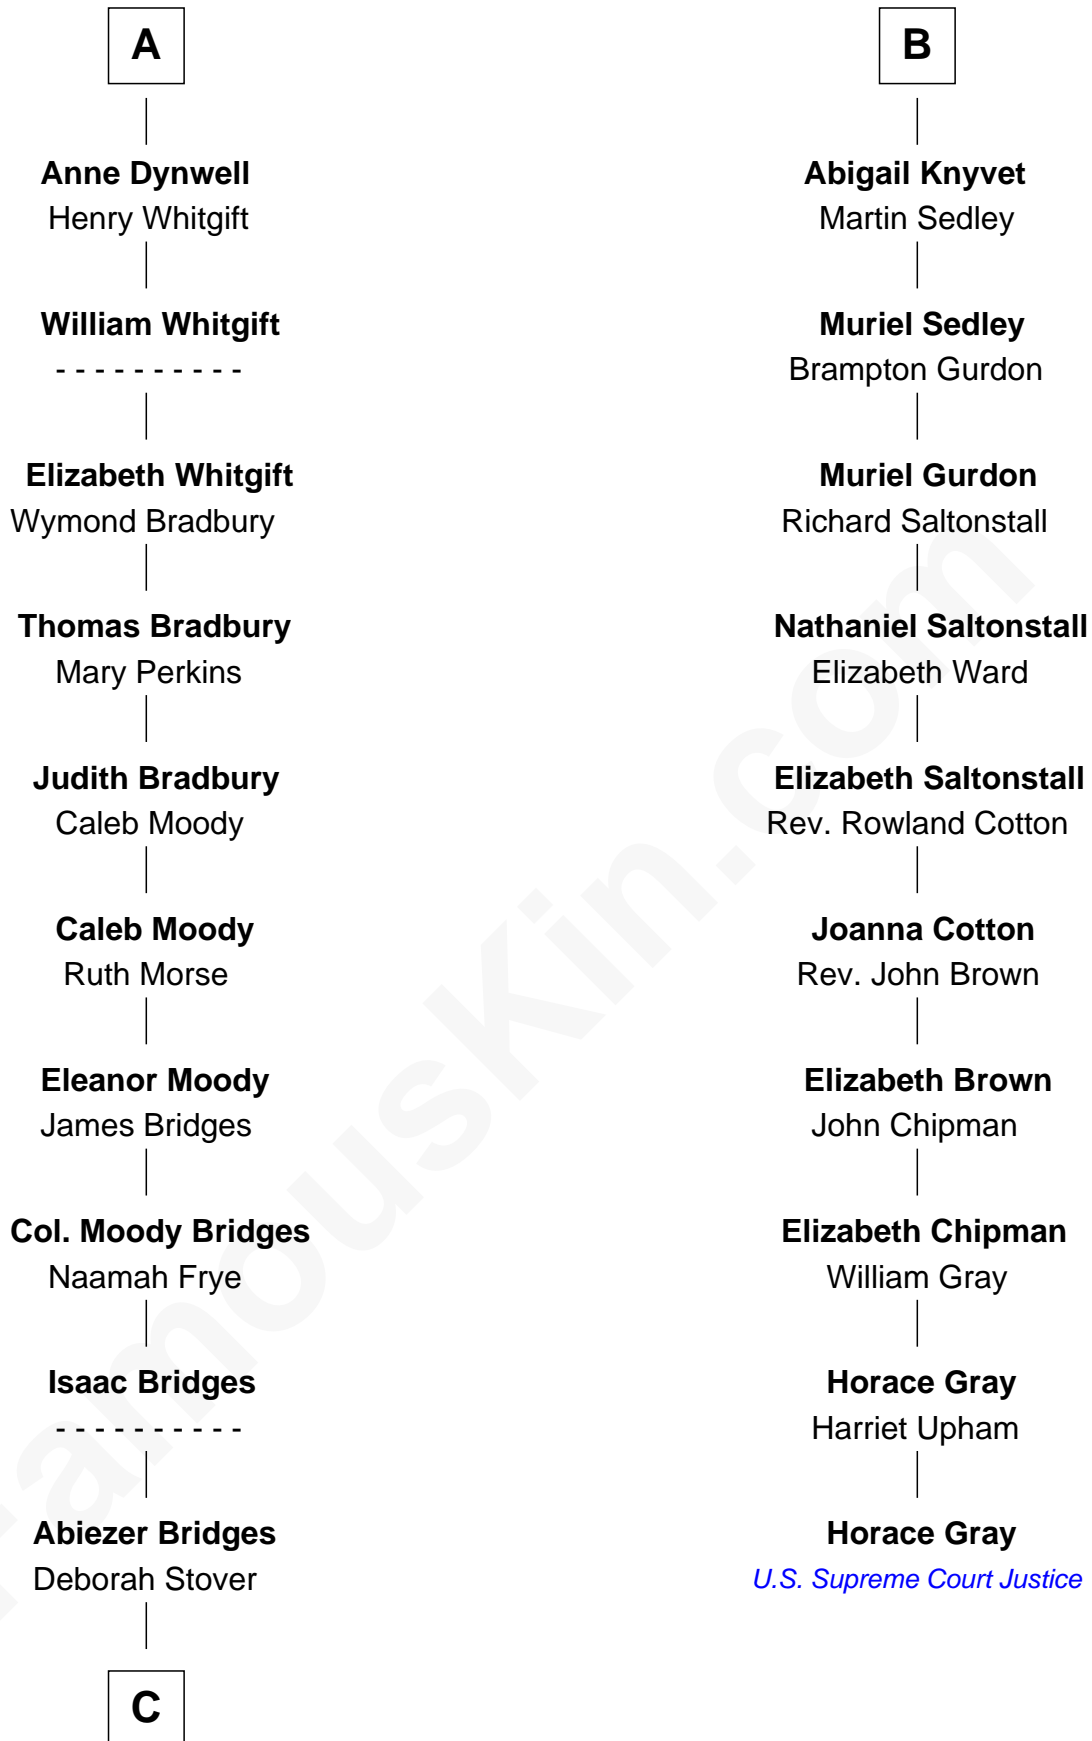 A
Anne Dynwell
Henry Whitgift
William Whitgift
- - - - - - - - - -
Elizabeth Whitgift
Wymond Bradbury
Thomas Bradbury
Mary Perkins
Judith Bradbury
Caleb Moody
Caleb Moody
Ruth Morse
Eleanor Moody
James Bridges
Col. Moody Bridges
Naamah Frye
Isaac Bridges
- - - - - - - - - -
Abiezer Bridges
Deborah Stover
C
B
Abigail Knyvet
Martin Sedley
Muriel Sedley
Brampton Gurdon
Muriel Gurdon
Richard Saltonstall
Nathaniel Saltonstall
Elizabeth Ward
Elizabeth Saltonstall
Rev. Rowland Cotton
Joanna Cotton
Rev. John Brown
Elizabeth Brown
John Chipman
Elizabeth Chipman
William Gray
Horace Gray
Harriet Upham
Horace Gray
U.S. Supreme Court Justice
FamousKin.com